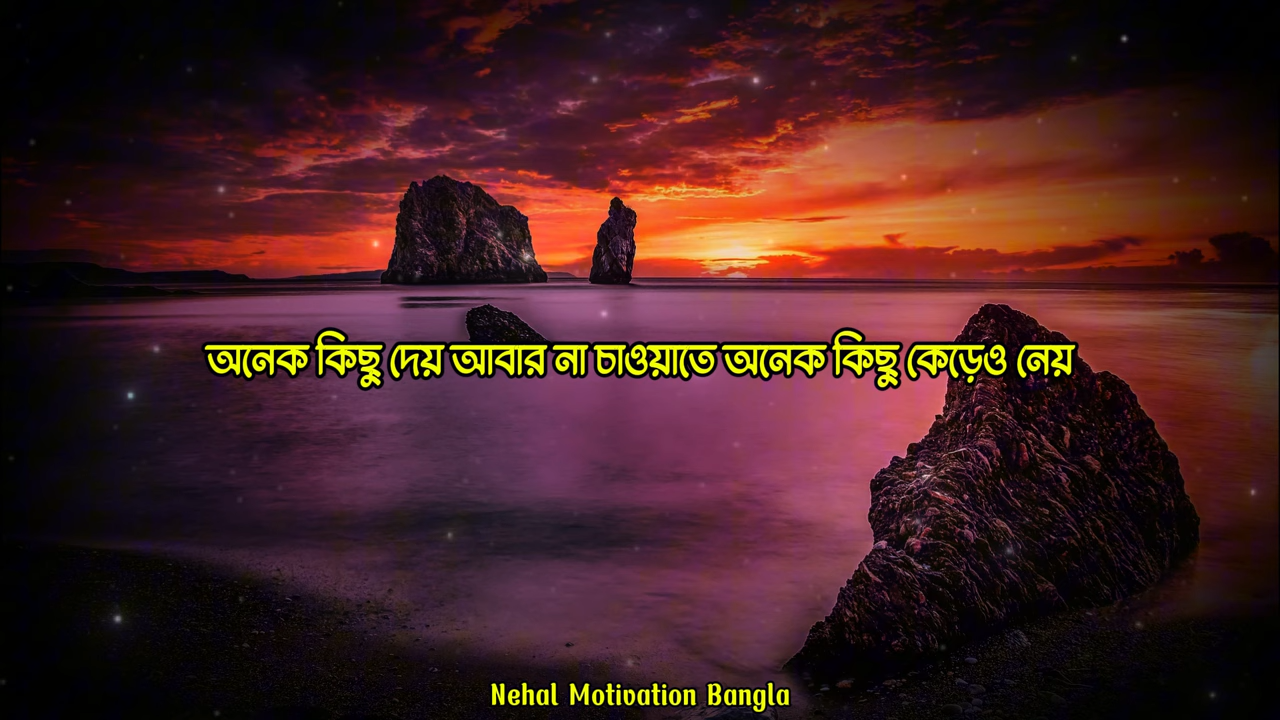 অনেক কিছু দেয় আবার না চাওয়াতে অনেক কিছু কেড়েও নেয়
Nehal Motivation Bangla